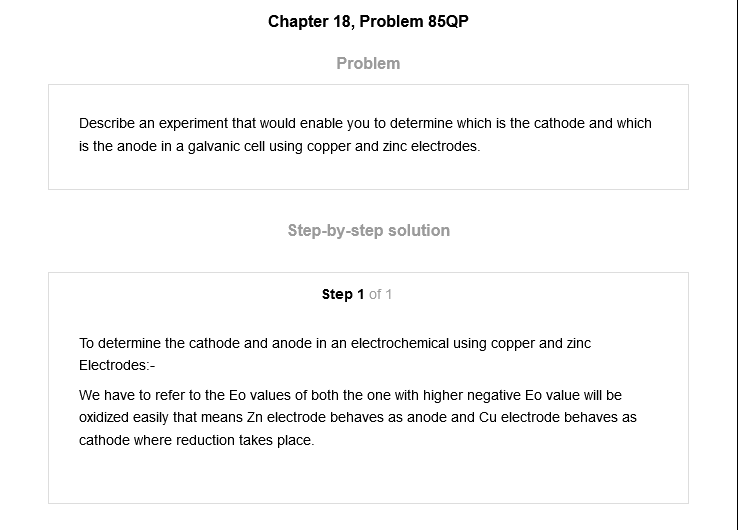 Chapter 18, Problem 85QP
Problem
Describe an experiment that would enable you to determine which is the cathode and which
is the anode in a galvanic cell using copper and zinc electrodes.
Step-by-step solution
Step 1 of 1
To determine the cathode and anode in an electrochemical using copper and zinc
Electrodes:-
We have to refer to the Eo values of both the one with higher negative Eo value will be
oxidized easily that means Zn electrode behaves as anode and Cu electrode behaves as
cathode where reduction takes place.